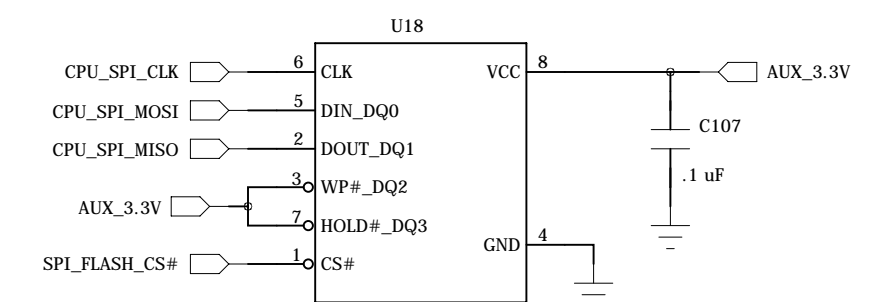 U18
CPU_SPI_CLK 6 CLK VCC 8 AUX_3.3V
CPU_SPI_MOSI 5 DIN_DQ0
C107
CPU_SPI_MISO 2 DOUT_DQ1
.1 uF
3 WP#_DQ2
AUX_3.3V
7 HOLD#_DQ3
GND 4
SPI_FLASH_CS# 1 CS#